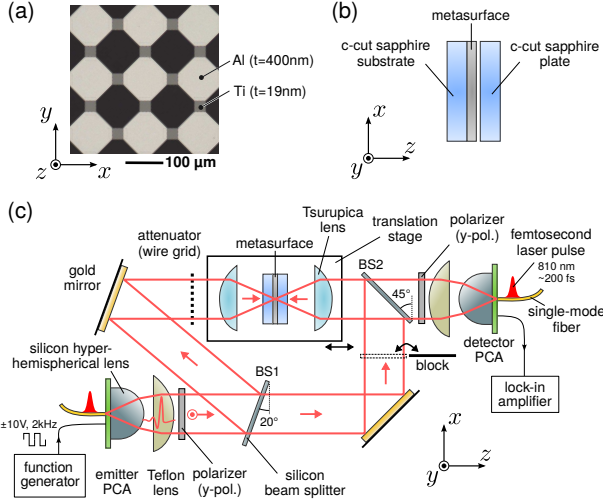 (a)
Al (t=400nm)
Ti (t=19nm)
y
z
x
100 μm
(b)
metasurface
c-cut sapphire
substrate
c-cut sapphire
plate
x
y
z
(c)
attenuator
(wire grid)
metasurface
Tsurupica
lens
translation
stage
polarizer
(y-pol.)
femtosecond
laser pulse
810 nm
~200 fs
gold
mirror
BS2
45°
single-mode
fiber
detector
PCA
silicon hyper-
hemispherical lens
BS1
block
lock-in
amplifier
20°
±10V, 2kHz
function
generator
emitter
PCA
Teflon
lens
polarizer
(y-pol.)
silicon
beam splitter
x
y
z